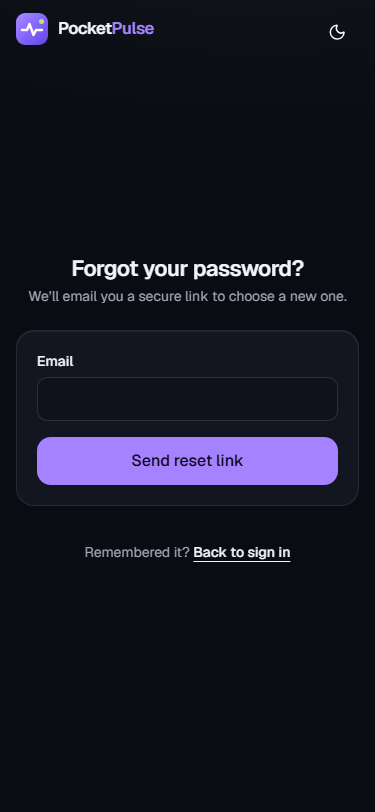 PocketPulse
Forgot your password?
We'll email you a secure link to choose a new one.
Email
Send reset link
Remembered it? Back to sign in